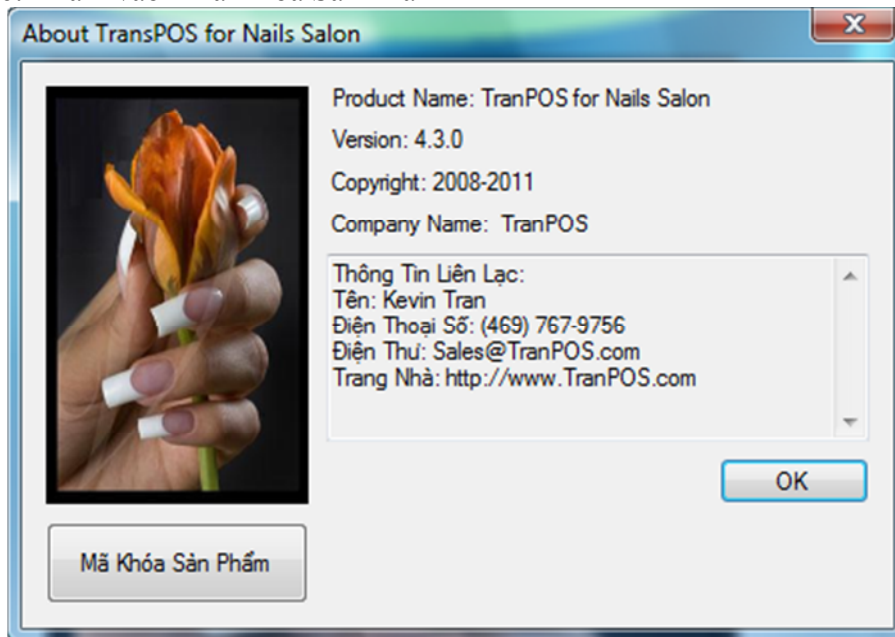 About TransPOS for Nails Salon
Product Name: TranPOS for Nails Salon
Version: 4.3.0
Copyright: 2008-2011
Company Name: TranPOS
Thông Tin Liên Lạc:
Tên: Kevin Tran
Điện Thoại Số: (469) 767-9756
Điện Thư: Sales@TranPOS.com
Trang Nhà: http://www.TranPOS.com
OK
Mã Khóa Sản Phẩm